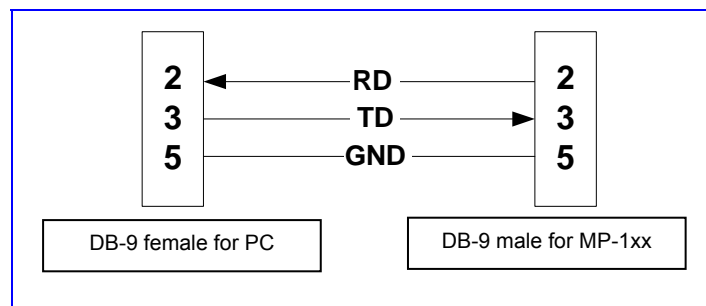 2 RD 2
3 TD 3
5 GND 5
DB-9 female for PC
DB-9 male for MP-1xx